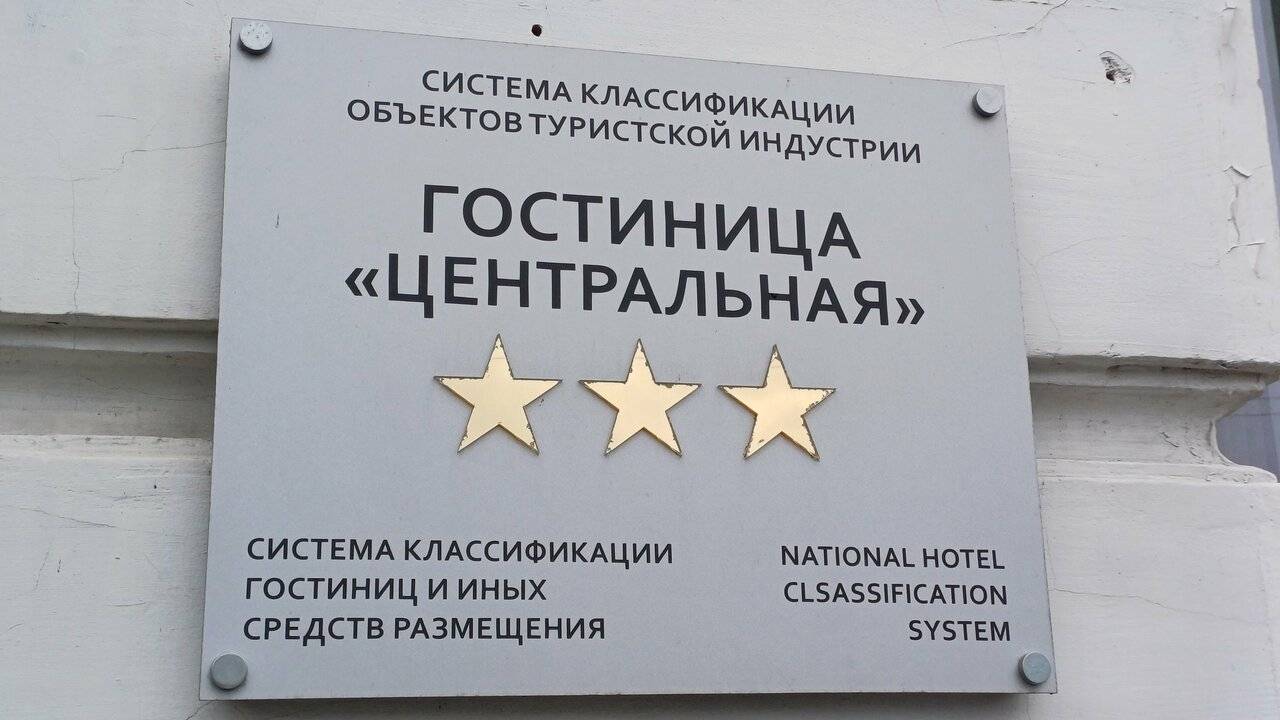 СИСТЕМА КЛАССИФИКАЦИИ
ОБЪЕКТОВ ТУРИСТСКОЙ ИНДУСТРИИ
ГОСТИНИЦА
«ЦЕНТРАЛЬНАЯ»
СИСТЕМА КЛАССИФИКАЦИИ
ГОСТИНИЦ И ИНЫХ
СРЕДСТВ РАЗМЕЩЕНИЯ
NATIONAL HOTEL
CLSASSIFICATION
SYSTEM